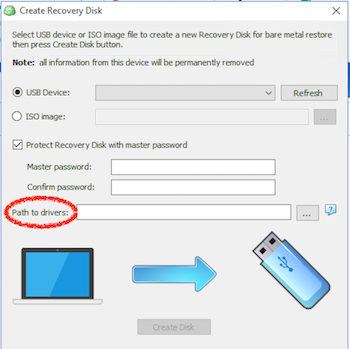 Create Recovery Disk
Select USB device or ISO image file to create a new Recovery Disk for bare metal restore
then press Create Disk button.
Note: all information from this device will be permanently removed
USB Device:
Refresh
ISO image:
...
Protect Recovery Disk with master password
Master password:
Confirm password:
Path to drivers:
...
?
Create Disk